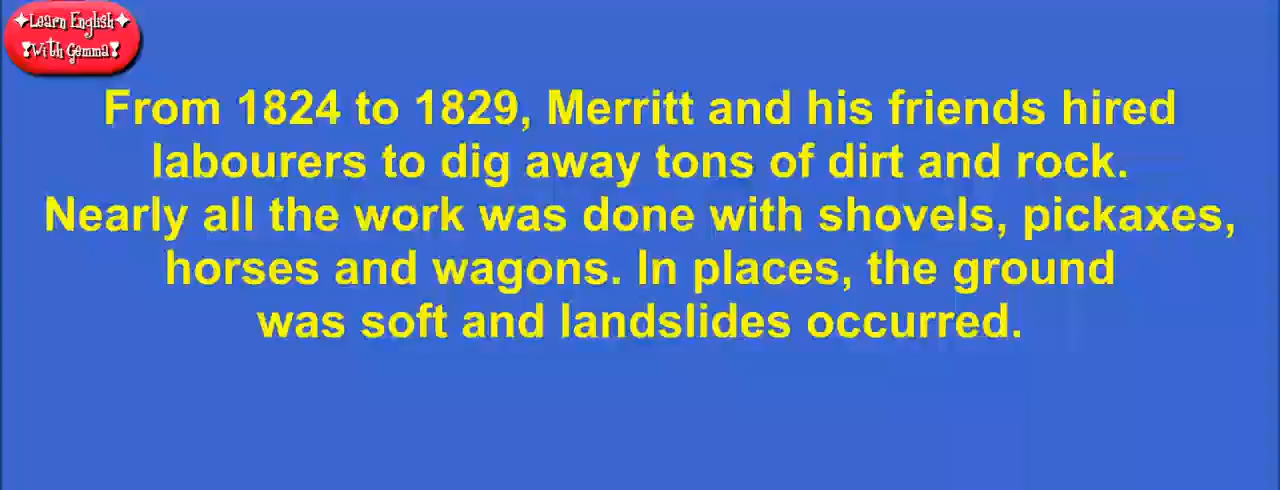 Learn English
With Gemma
From 1824 to 1829, Merritt and his friends hired
labourers to dig away tons of dirt and rock.
Nearly all the work was done with shovels, pickaxes,
horses and wagons. In places, the ground
was soft and landslides occurred.